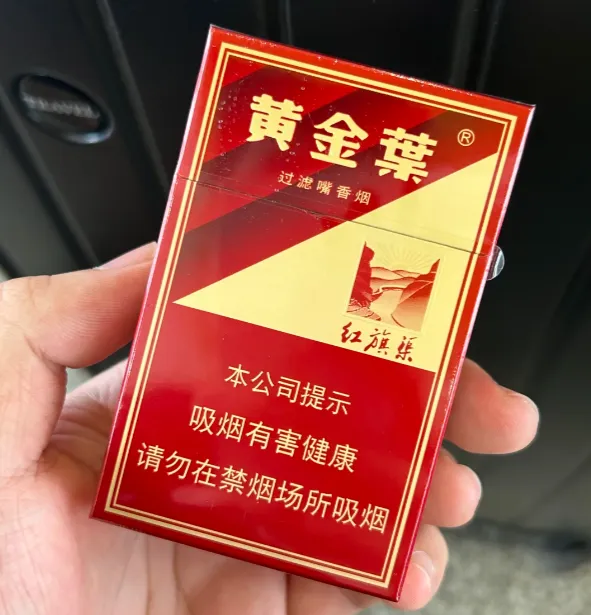 黄金葉®
过滤嘴香烟
红旗渠
本公司提示
吸烟有害健康
请勿在禁烟场所吸烟